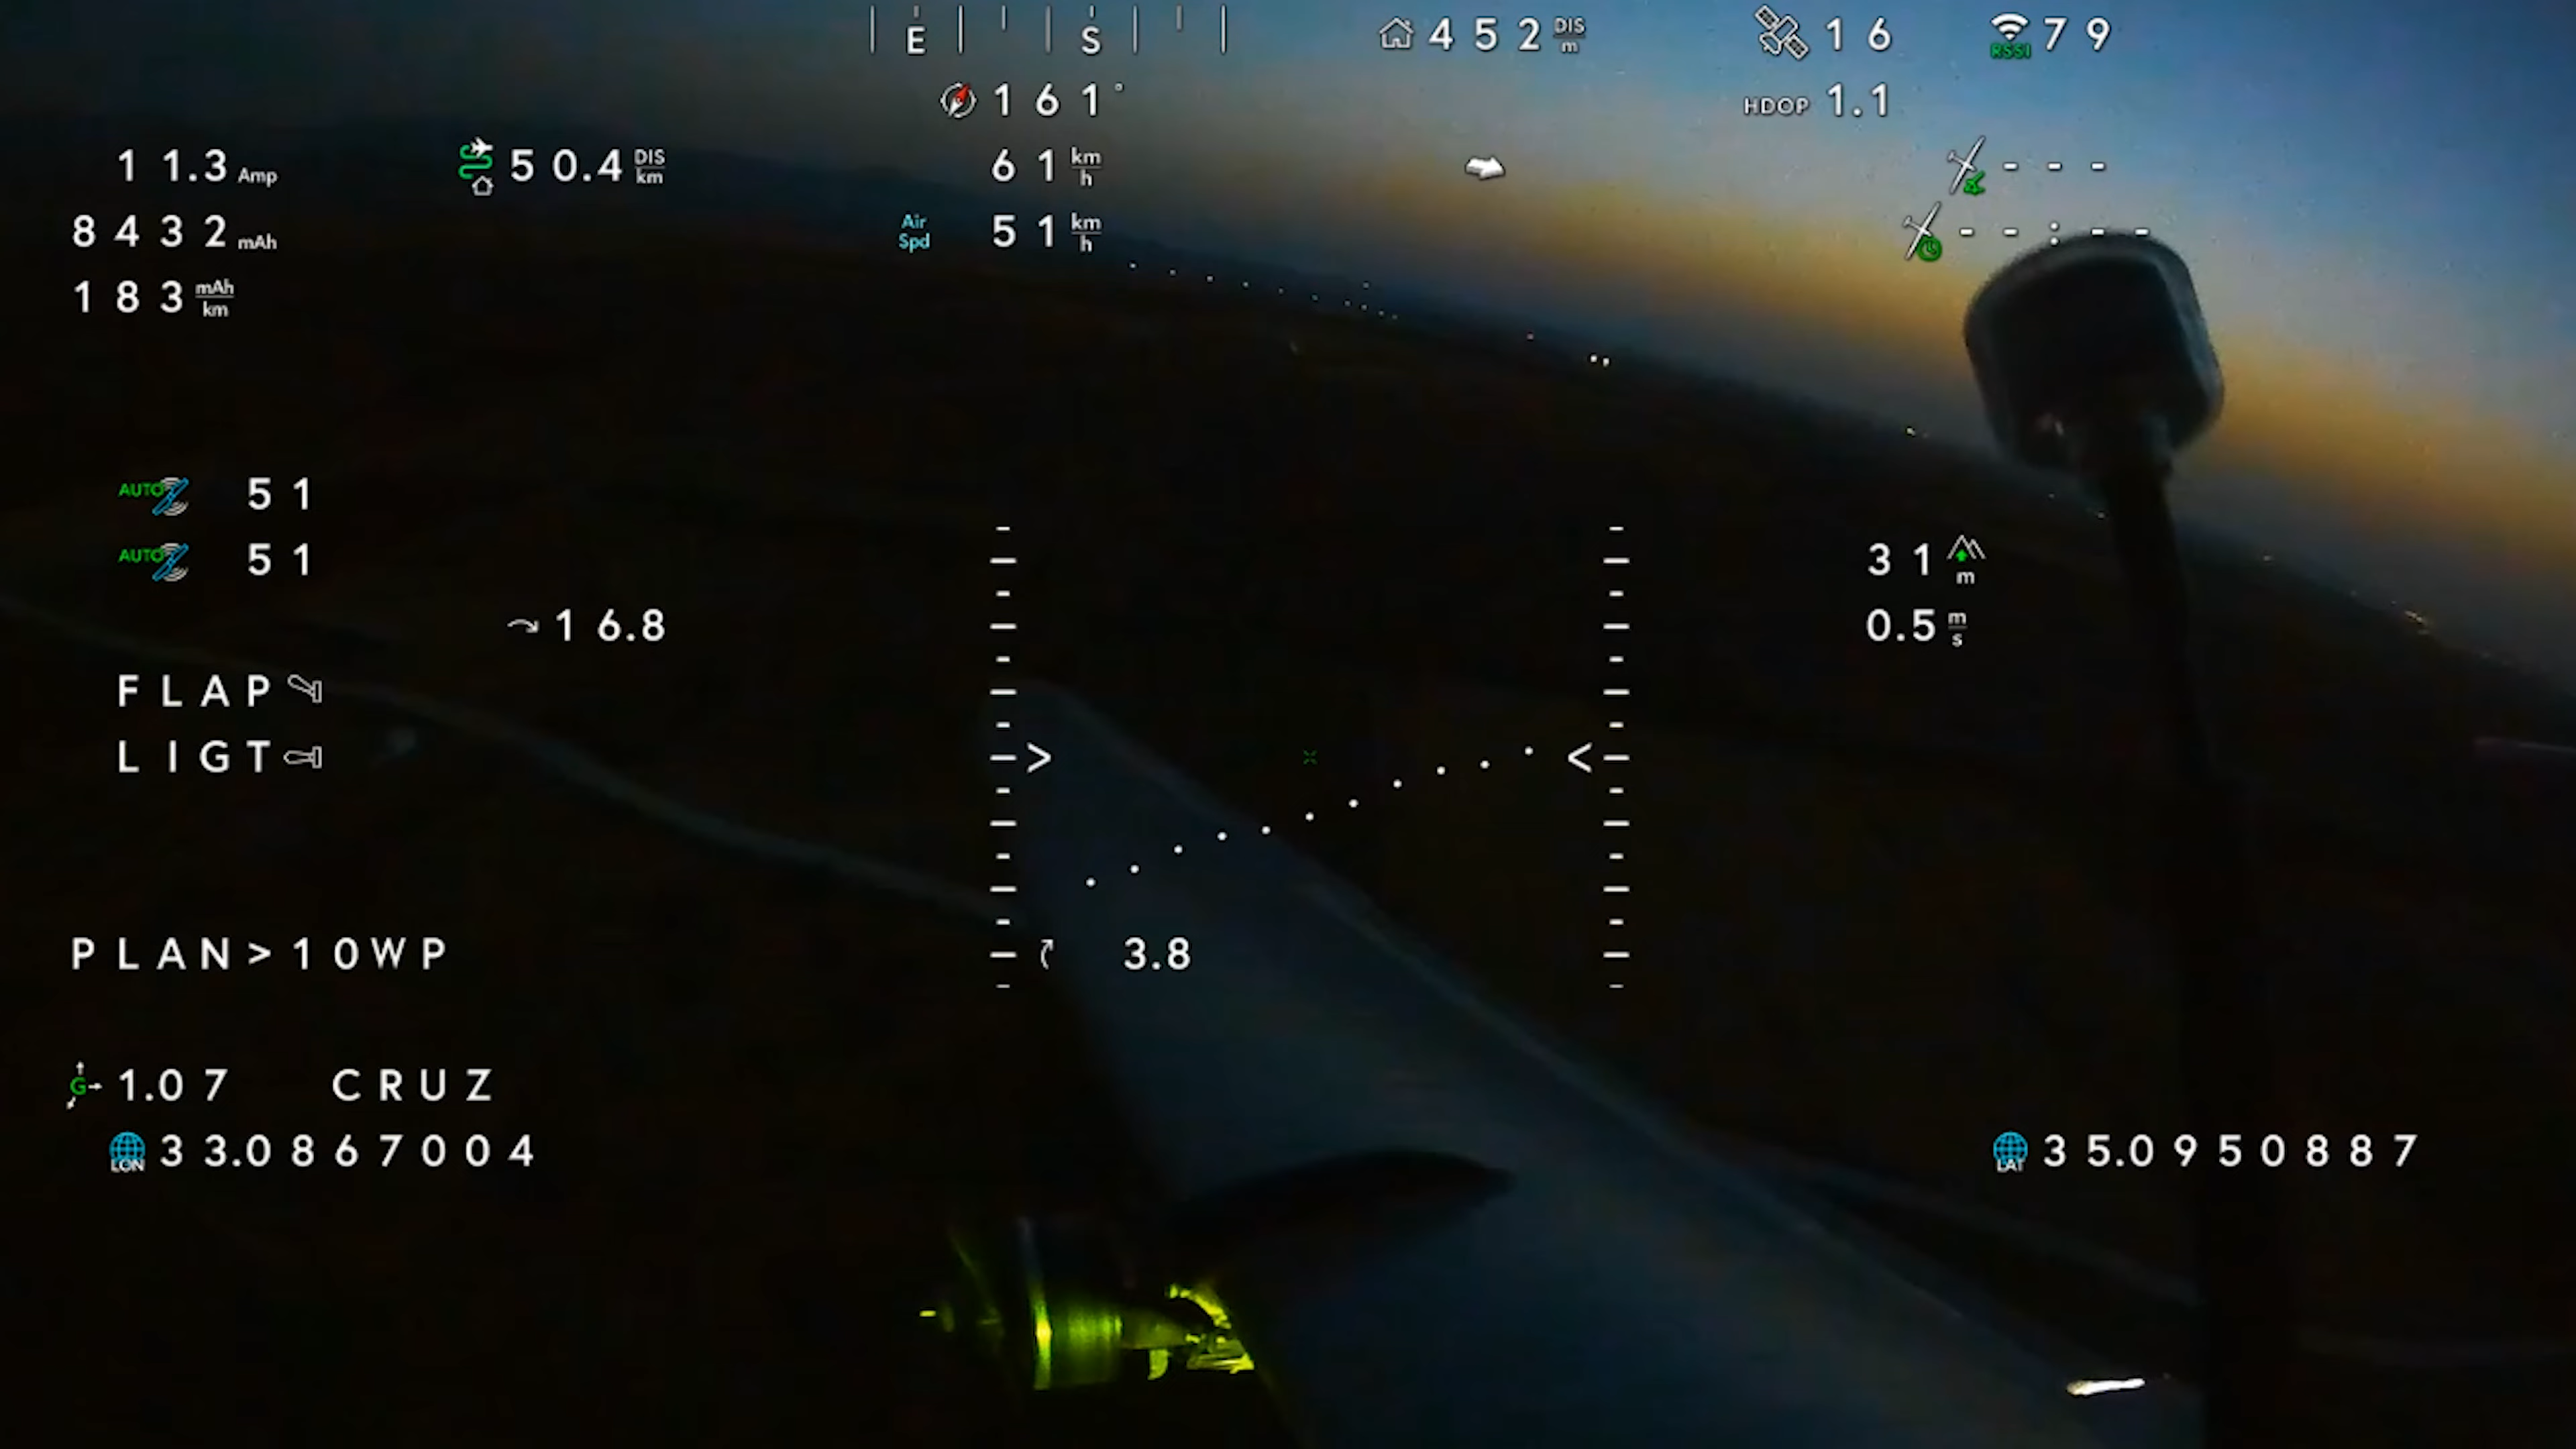 E S
452 DIS m
16
RSSI 79
161°
HDOP 1.1
11.3 Amp
50.4 DIS km
61 km h
- - -
8432 mAh
Air Spd 51 km h
- - : - -
183 mAh km
AUTO 51
AUTO 51
31 m
16.8
0.5 m s
FLAP
LIGT
> <
PLAN>10WP
3.8
G 1.07 CRUZ
LON 33.0867004
LAT 35.0950887